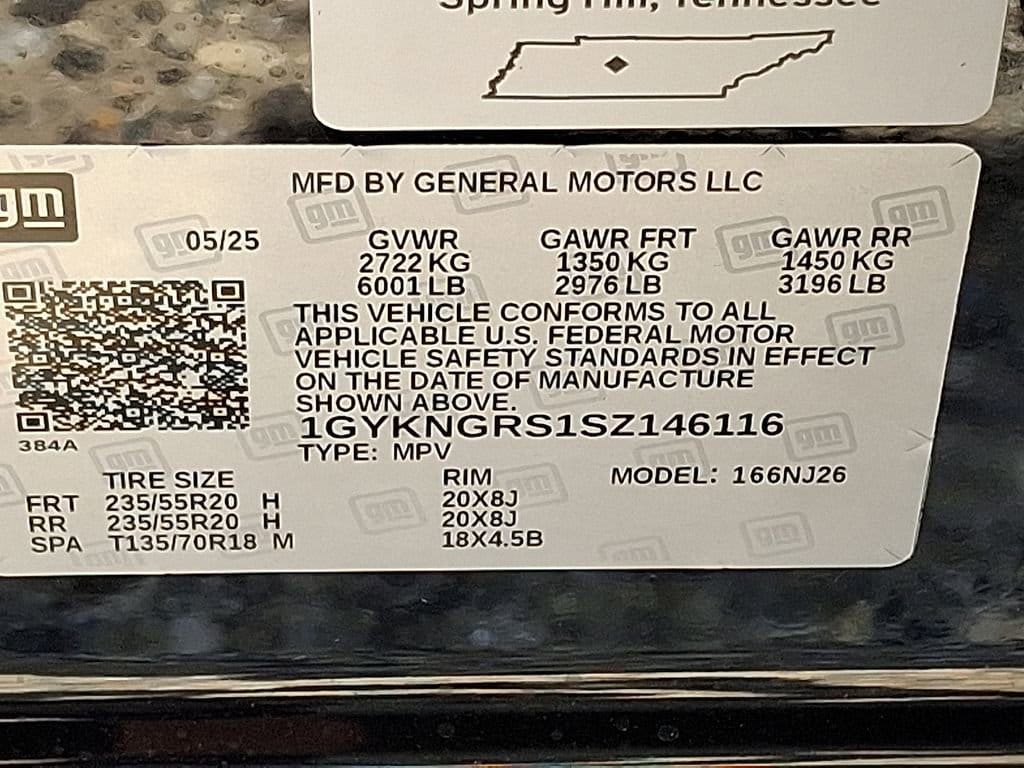 Spring Hill, Tennessee
MFD BY GENERAL MOTORS LLC
gm
05/25 GVWR GAWR FRT GAWR RR
2722 KG 1350 KG 1450 KG
6001 LB 2976 LB 3196 LB
THIS VEHICLE CONFORMS TO ALL
APPLICABLE U.S. FEDERAL MOTOR
VEHICLE SAFETY STANDARDS IN EFFECT
ON THE DATE OF MANUFACTURE
SHOWN ABOVE.
1GYKNGRS1SZ146116
384A
TYPE: MPV
TIRE SIZE RIM MODEL: 166NJ26
FRT 235/55R20 H 20X8J
RR 235/55R20 H 20X8J
SPA T135/70R18 M 18X4.5B